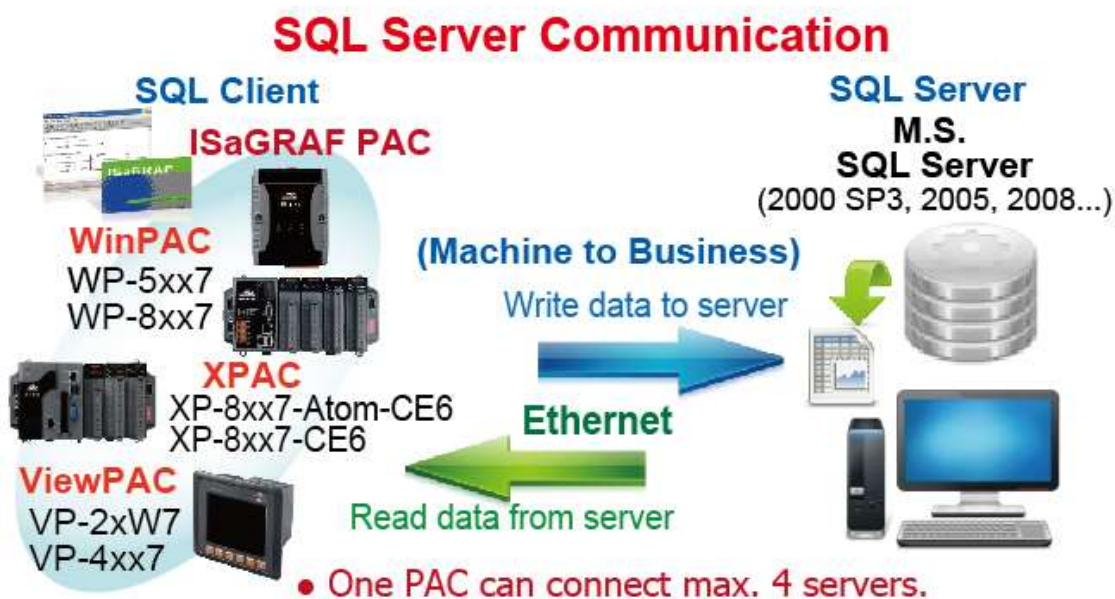 SQL Server Communication
SQL Client
ISaGRAF PAC
ISaGRAF
WinPAC
WP-5xx7
WP-8xx7
XPAC
XP-8xx7-Atom-CE6
XP-8xx7-CE6
ViewPAC
VP-2xW7
VP-4xx7
(Machine to Business)
Write data to server
Ethernet
Read data from server
SQL Server
M.S.
SQL Server
(2000 SP3, 2005, 2008...)
• One PAC can connect max. 4 servers.